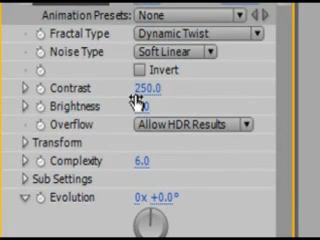 Animation Presets: None
Fractal Type Dynamic Twist
Noise Type Soft Linear
Invert
Contrast 250.0
Brightness
Overflow Allow HDR Results
Transform
Complexity 6.0
Sub Settings
Evolution 0x +0.0°